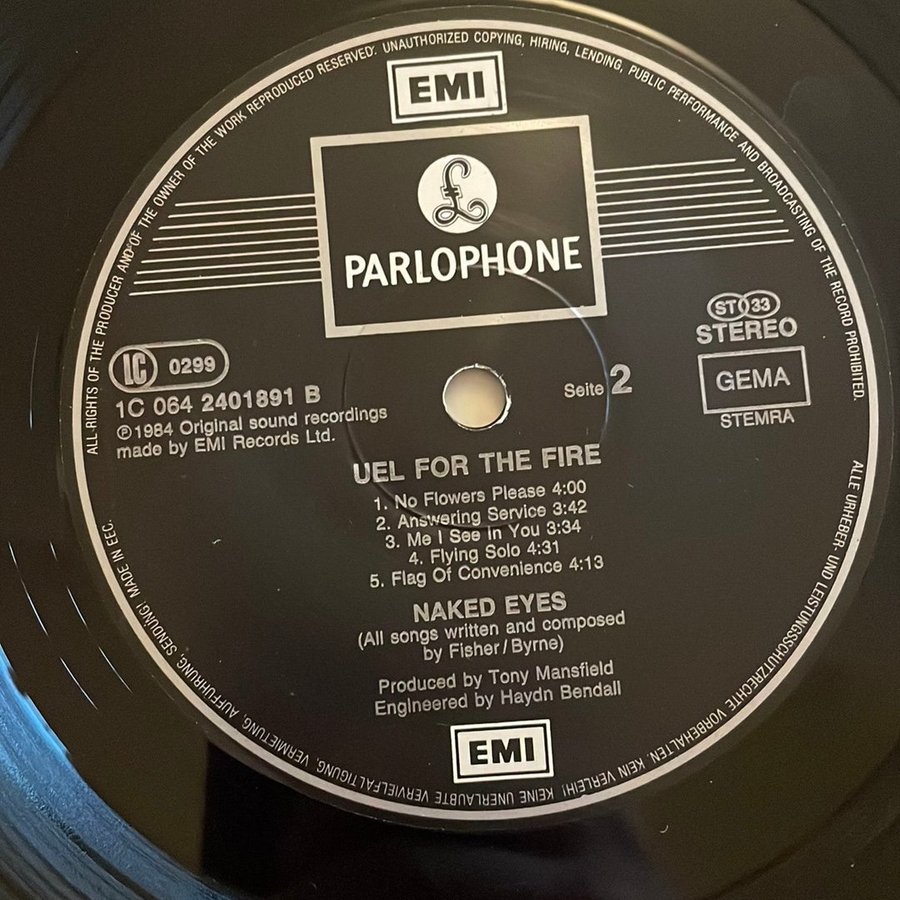 ALL RIGHTS OF THE PRODUCER AND OF THE OWNER OF THE WORK REPRODUCED RESERVED. UNAUTHORIZED COPYING, HIRING, LENDING, PUBLIC PERFORMANCE AND BROADCASTING OF THE RECORD PROHIBITED.
EMI
£
PARLOPHONE
ST 33
STEREO
LC 0299
GEMA
STEMRA
1C 064 2401891 B
Seite 2
℗1984 Original sound recordings
made by EMI Records Ltd.
UEL FOR THE FIRE
1. No Flowers Please 4:00
2. Answering Service 3:42
3. Me I See In You 3:34
4. Flying Solo 4:31
5. Flag Of Convenience 4:13
NAKED EYES
(All songs written and composed
by Fisher/Byrne)
Produced by Tony Mansfield
Engineered by Haydn Bendall
EMI
ALLE URHEBER- UND LEISTUNGSSCHUTZRECHTE VORBEHALTEN. KEIN VERLEIH! KEINE UNERLAUBTE VERVIELFÄLTIGUNG, VERMIETUNG, AUFFÜHRUNG, SENDUNG! MADE IN EEC.